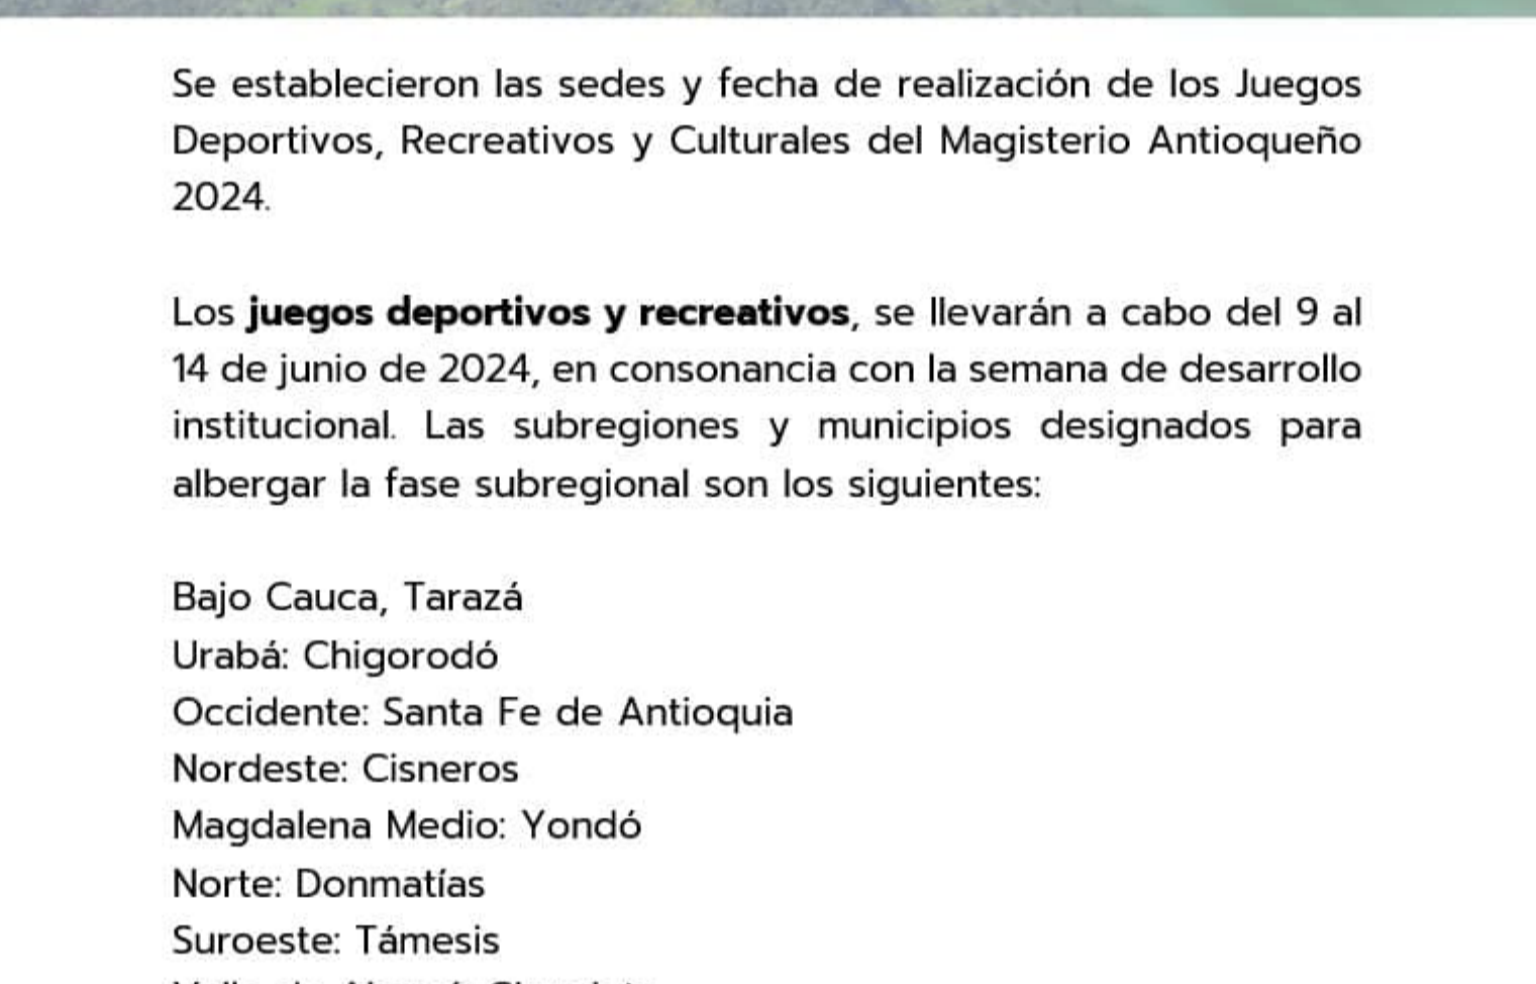 Se establecieron las sedes y fecha de realización de los Juegos
Deportivos, Recreativos y Culturales del Magisterio Antioqueño
2024.
Los juegos deportivos y recreativos, se llevarán a cabo del 9 al
14 de junio de 2024, en consonancia con la semana de desarrollo
institucional. Las subregiones y municipios designados para
albergar la fase subregional son los siguientes:
Bajo Cauca, Tarazá
Urabá: Chigorodó
Occidente: Santa Fe de Antioquia
Nordeste: Cisneros
Magdalena Medio: Yondó
Norte: Donmatías
Suroeste: Támesis